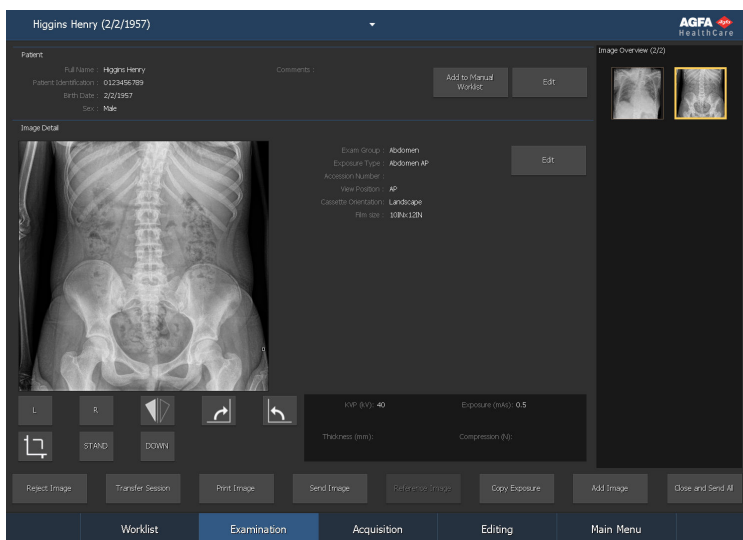 Higgins Henry (2/2/1957)
AGFA
HealthCare
Patient
Full Name : Higgins Henry
Patient Identification : 0123456789
Birth Date : 2/2/1957
Sex : Male
Comments :
Add to Manual
Worklist
Edit
Image Overview (2/2)
Image Detail
Exam Group : Abdomen
Exposure Type : Abdomen AP
Accession Number :
View Position : AP
Cassette Orientation: Landscape
Film size : 10INx12IN
Edit
L
R
STAND
DOWN
KVP (kV): 40
Exposure (mAs): 0.5
Thickness (mm):
Compression (N):
Reject Image
Transfer Session
Print Image
Send Image
Reference Image
Copy Exposure
Add Image
Close and Send All
Worklist
Examination
Acquisition
Editing
Main Menu